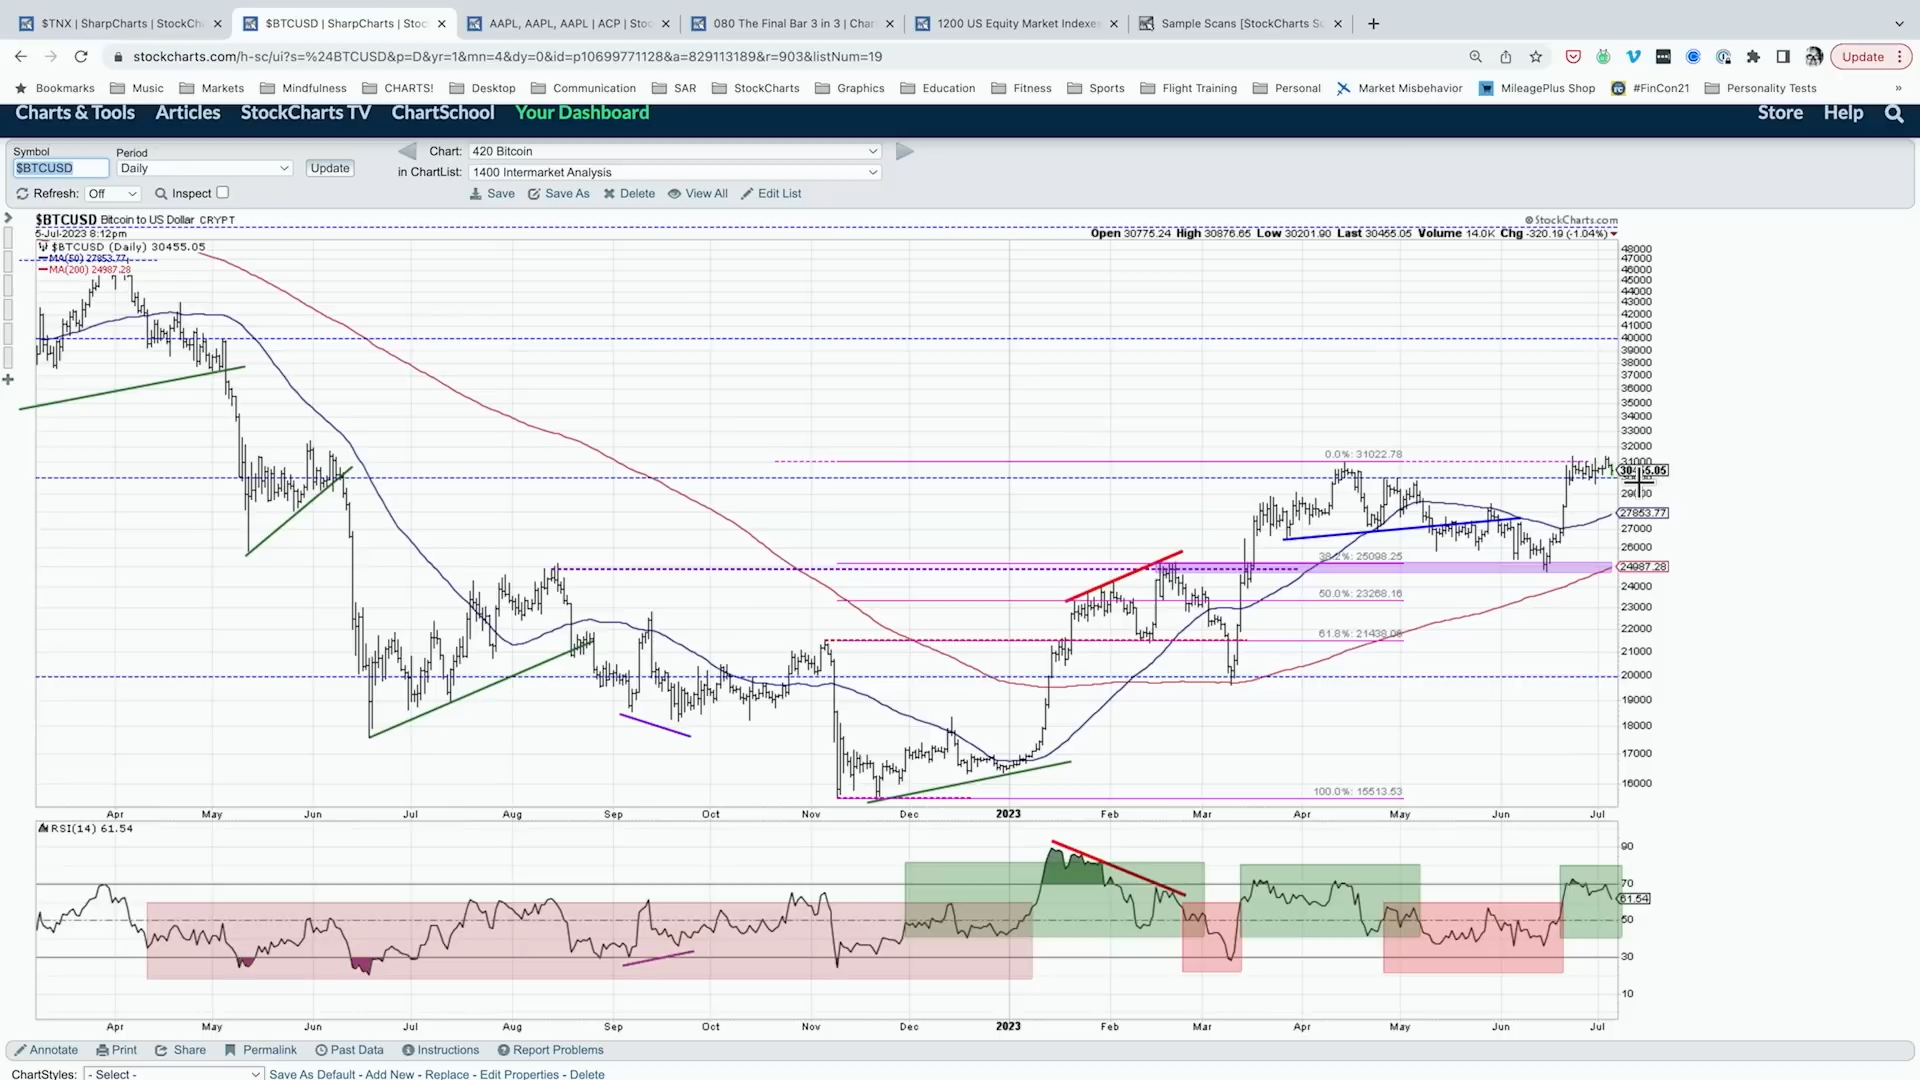 $TNX | SharpCharts | StockCh
$BTCUSD | SharpCharts | Stoc
AAPL, AAPL, AAPL | ACP | Sto
080 The Final Bar 3 in 3 | Char
1200 US Equity Market Indexes
Sample Scans [StockCharts S
stockcharts.com/h-sc/ui?s=%24BTCUSD&p=D&yr=1&mn=4&dy=0&id=p10699771128&a=829113189&r=903&listNum=19
Update
Bookmarks Music Markets Mindfulness CHARTS! Desktop Communication SAR StockCharts Graphics Education Fitness Sports Flight Training Personal Market Misbehavior MileagePlus Shop #FinCon21 Personality Tests »
Charts & Tools Articles StockCharts TV ChartSchool Your Dashboard Store Help
Symbol Period
$BTCUSD Daily Update
Chart: 420 Bitcoin
in ChartList: 1400 Intermarket Analysis
Refresh: Off Inspect
Save Save As Delete View All Edit List
$BTCUSD Bitcoin to US Dollar CRYPT
© StockCharts.com
5-Jul-2023 8:12pm
Open 30775.24 High 30876.65 Low 30201.90 Last 30455.05 Volume 14.0K Chg -320.19 (-1.04%)
$BTCUSD (Daily) 30455.05
MA(50) 27853.77
MA(200) 24987.28
48000
47000
46000
45000
44000
43000
42000
41000
40000
39000
38000
37000
36000
35000
34000
33000
32000
0.0%: 31022.78
31000
29000
27853.77
27000
26000
38.2%: 25098.25
24987.28
24000
50.0%: 23268.16
23000
22000
61.8%: 21438.06
21000
20000
19000
18000
17000
16000
100.0%: 15513.53
Apr May Jun Jul Aug Sep Oct Nov Dec 2023 Feb Mar Apr May Jun Jul
RSI(14) 61.54
90
70
61.54
50
30
10
Apr May Jun Jul Aug Sep Oct Nov Dec 2023 Feb Mar Apr May Jun Jul
Annotate Print Share Permalink Past Data Instructions Report Problems
ChartStyles: - Select - Save As Default - Add New - Replace - Edit Properties - Delete